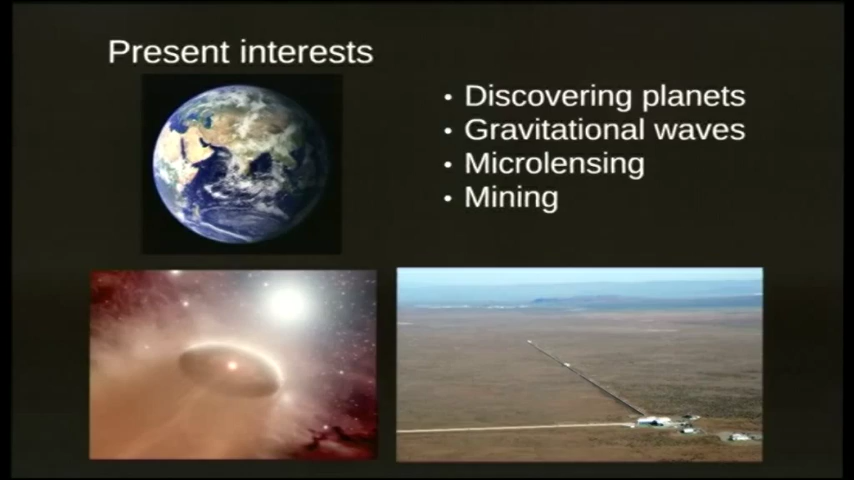 Present interests
• Discovering planets
• Gravitational waves
• Microlensing
• Mining